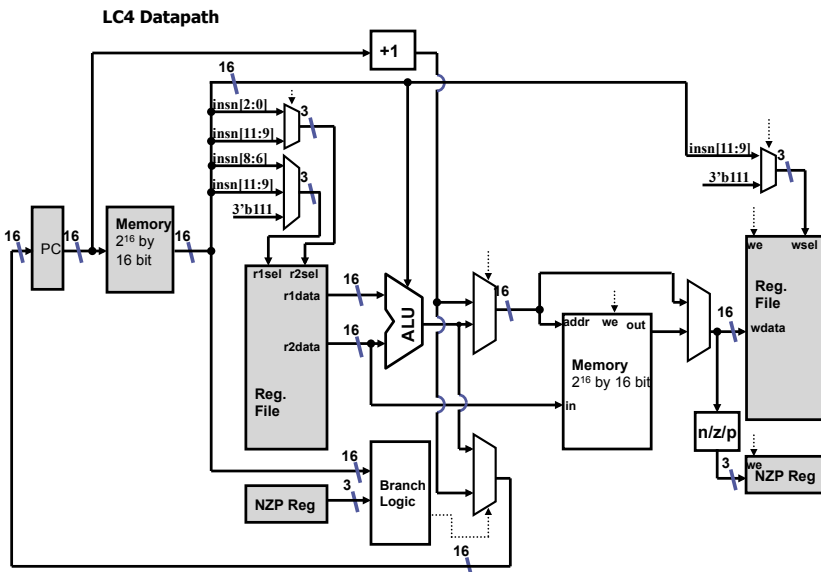 LC4 Datapath
+1
16
insn[2:0]
3
insn[11:9]
insn[8:6]
3
insn[11:9]
3'b111
insn[11:9]
3
3'b111
16
PC
16
Memory
2¹⁶ by
16 bit
16
r1sel r2sel
r1data
16
r2data
16
Reg.
File
ALU
16
addr we out
Memory
2¹⁶ by 16 bit
in
16
we wsel
Reg.
File
wdata
n/z/p
3
we
NZP Reg
16
NZP Reg
3
Branch
Logic
16